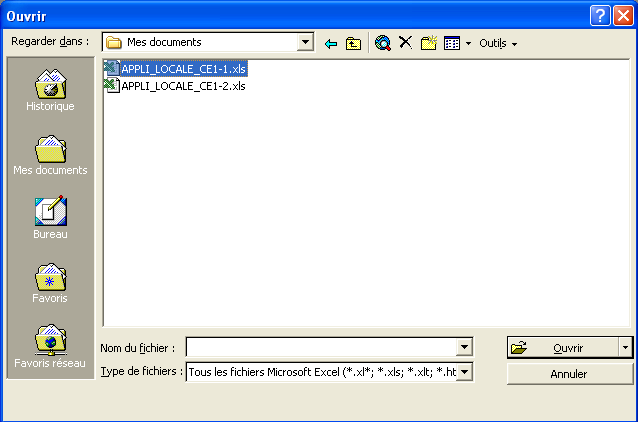 Ouvrir
Regarder dans : Mes documents Outils
APPLI_LOCALE_CE1-1.xls
APPLI_LOCALE_CE1-2.xls
Historique
Mes documents
Bureau
Favoris
Favoris réseau
Nom du fichier : Ouvrir
Type de fichiers : Tous les fichiers Microsoft Excel (*.xl*; *.xls; *.xlt; *.ht
Annuler